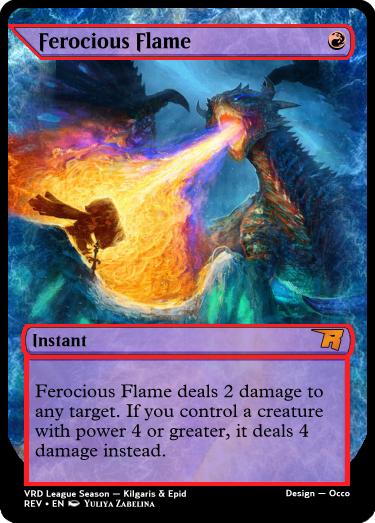 Ferocious Flame
Instant
Ferocious Flame deals 2 damage to
any target. If you control a creature
with power 4 or greater, it deals 4
damage instead.
VRD League Season — Kilgaris & Epid
Design — Occo
REV • EN Yuliya Zabelina